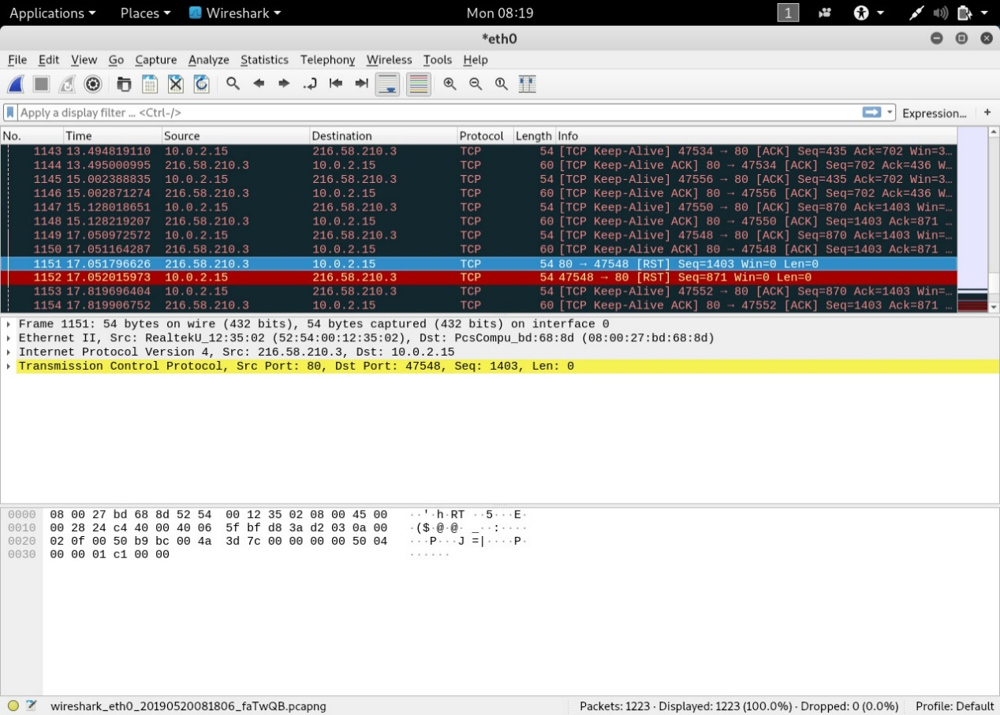 Applications Places Wireshark Mon 08:19 1
*eth0
File Edit View Go Capture Analyze Statistics Telephony Wireless Tools Help
Apply a display filter ... <Ctrl-/> Expression... +
No. Time Source Destination Protocol Length Info
1143 13.494819110 10.0.2.15 216.58.210.3 TCP 54 [TCP Keep-Alive] 47534 → 80 [ACK] Seq=435 Ack=702 Win=3…
1144 13.495000995 216.58.210.3 10.0.2.15 TCP 60 [TCP Keep-Alive ACK] 80 → 47534 [ACK] Seq=702 Ack=436 W…
1145 15.002388835 10.0.2.15 216.58.210.3 TCP 54 [TCP Keep-Alive] 47556 → 80 [ACK] Seq=435 Ack=702 Win=3…
1146 15.002871274 216.58.210.3 10.0.2.15 TCP 60 [TCP Keep-Alive ACK] 80 → 47556 [ACK] Seq=702 Ack=436 W…
1147 15.128018651 10.0.2.15 216.58.210.3 TCP 54 [TCP Keep-Alive] 47550 → 80 [ACK] Seq=870 Ack=1403 Win=…
1148 15.128219207 216.58.210.3 10.0.2.15 TCP 60 [TCP Keep-Alive ACK] 80 → 47550 [ACK] Seq=1403 Ack=871 …
1149 17.050972572 10.0.2.15 216.58.210.3 TCP 54 [TCP Keep-Alive] 47548 → 80 [ACK] Seq=870 Ack=1403 Win=…
1150 17.051164287 216.58.210.3 10.0.2.15 TCP 60 [TCP Keep-Alive ACK] 80 → 47548 [ACK] Seq=1403 Ack=871 …
1151 17.051796626 216.58.210.3 10.0.2.15 TCP 54 80 → 47548 [RST] Seq=1403 Win=0 Len=0
1152 17.052015973 10.0.2.15 216.58.210.3 TCP 54 47548 → 80 [RST] Seq=871 Win=0 Len=0
1153 17.819696404 10.0.2.15 216.58.210.3 TCP 54 [TCP Keep-Alive] 47552 → 80 [ACK] Seq=870 Ack=1403 Win=…
1154 17.819906752 216.58.210.3 10.0.2.15 TCP 60 [TCP Keep-Alive ACK] 80 → 47552 [ACK] Seq=1403 Ack=871 …
Frame 1151: 54 bytes on wire (432 bits), 54 bytes captured (432 bits) on interface 0
Ethernet II, Src: RealtekU_12:35:02 (52:54:00:12:35:02), Dst: PcsCompu_bd:68:8d (08:00:27:bd:68:8d)
Internet Protocol Version 4, Src: 216.58.210.3, Dst: 10.0.2.15
Transmission Control Protocol, Src Port: 80, Dst Port: 47548, Seq: 1403, Len: 0
0000 08 00 27 bd 68 8d 52 54 00 12 35 02 08 00 45 00 ··'·h·RT ··5···E·
0010 00 28 24 c4 40 00 40 06 5f bf d8 3a d2 03 0a 00 ·($·@·@· _··:····
0020 02 0f 00 50 b9 bc 00 4a 3d 7c 00 00 00 00 50 04 ···P···J =|····P·
0030 00 00 01 c1 00 00 ······
wireshark_eth0_20190520081806_faTwQB.pcapng Packets: 1223 · Displayed: 1223 (100.0%) · Dropped: 0 (0.0%) Profile: Default